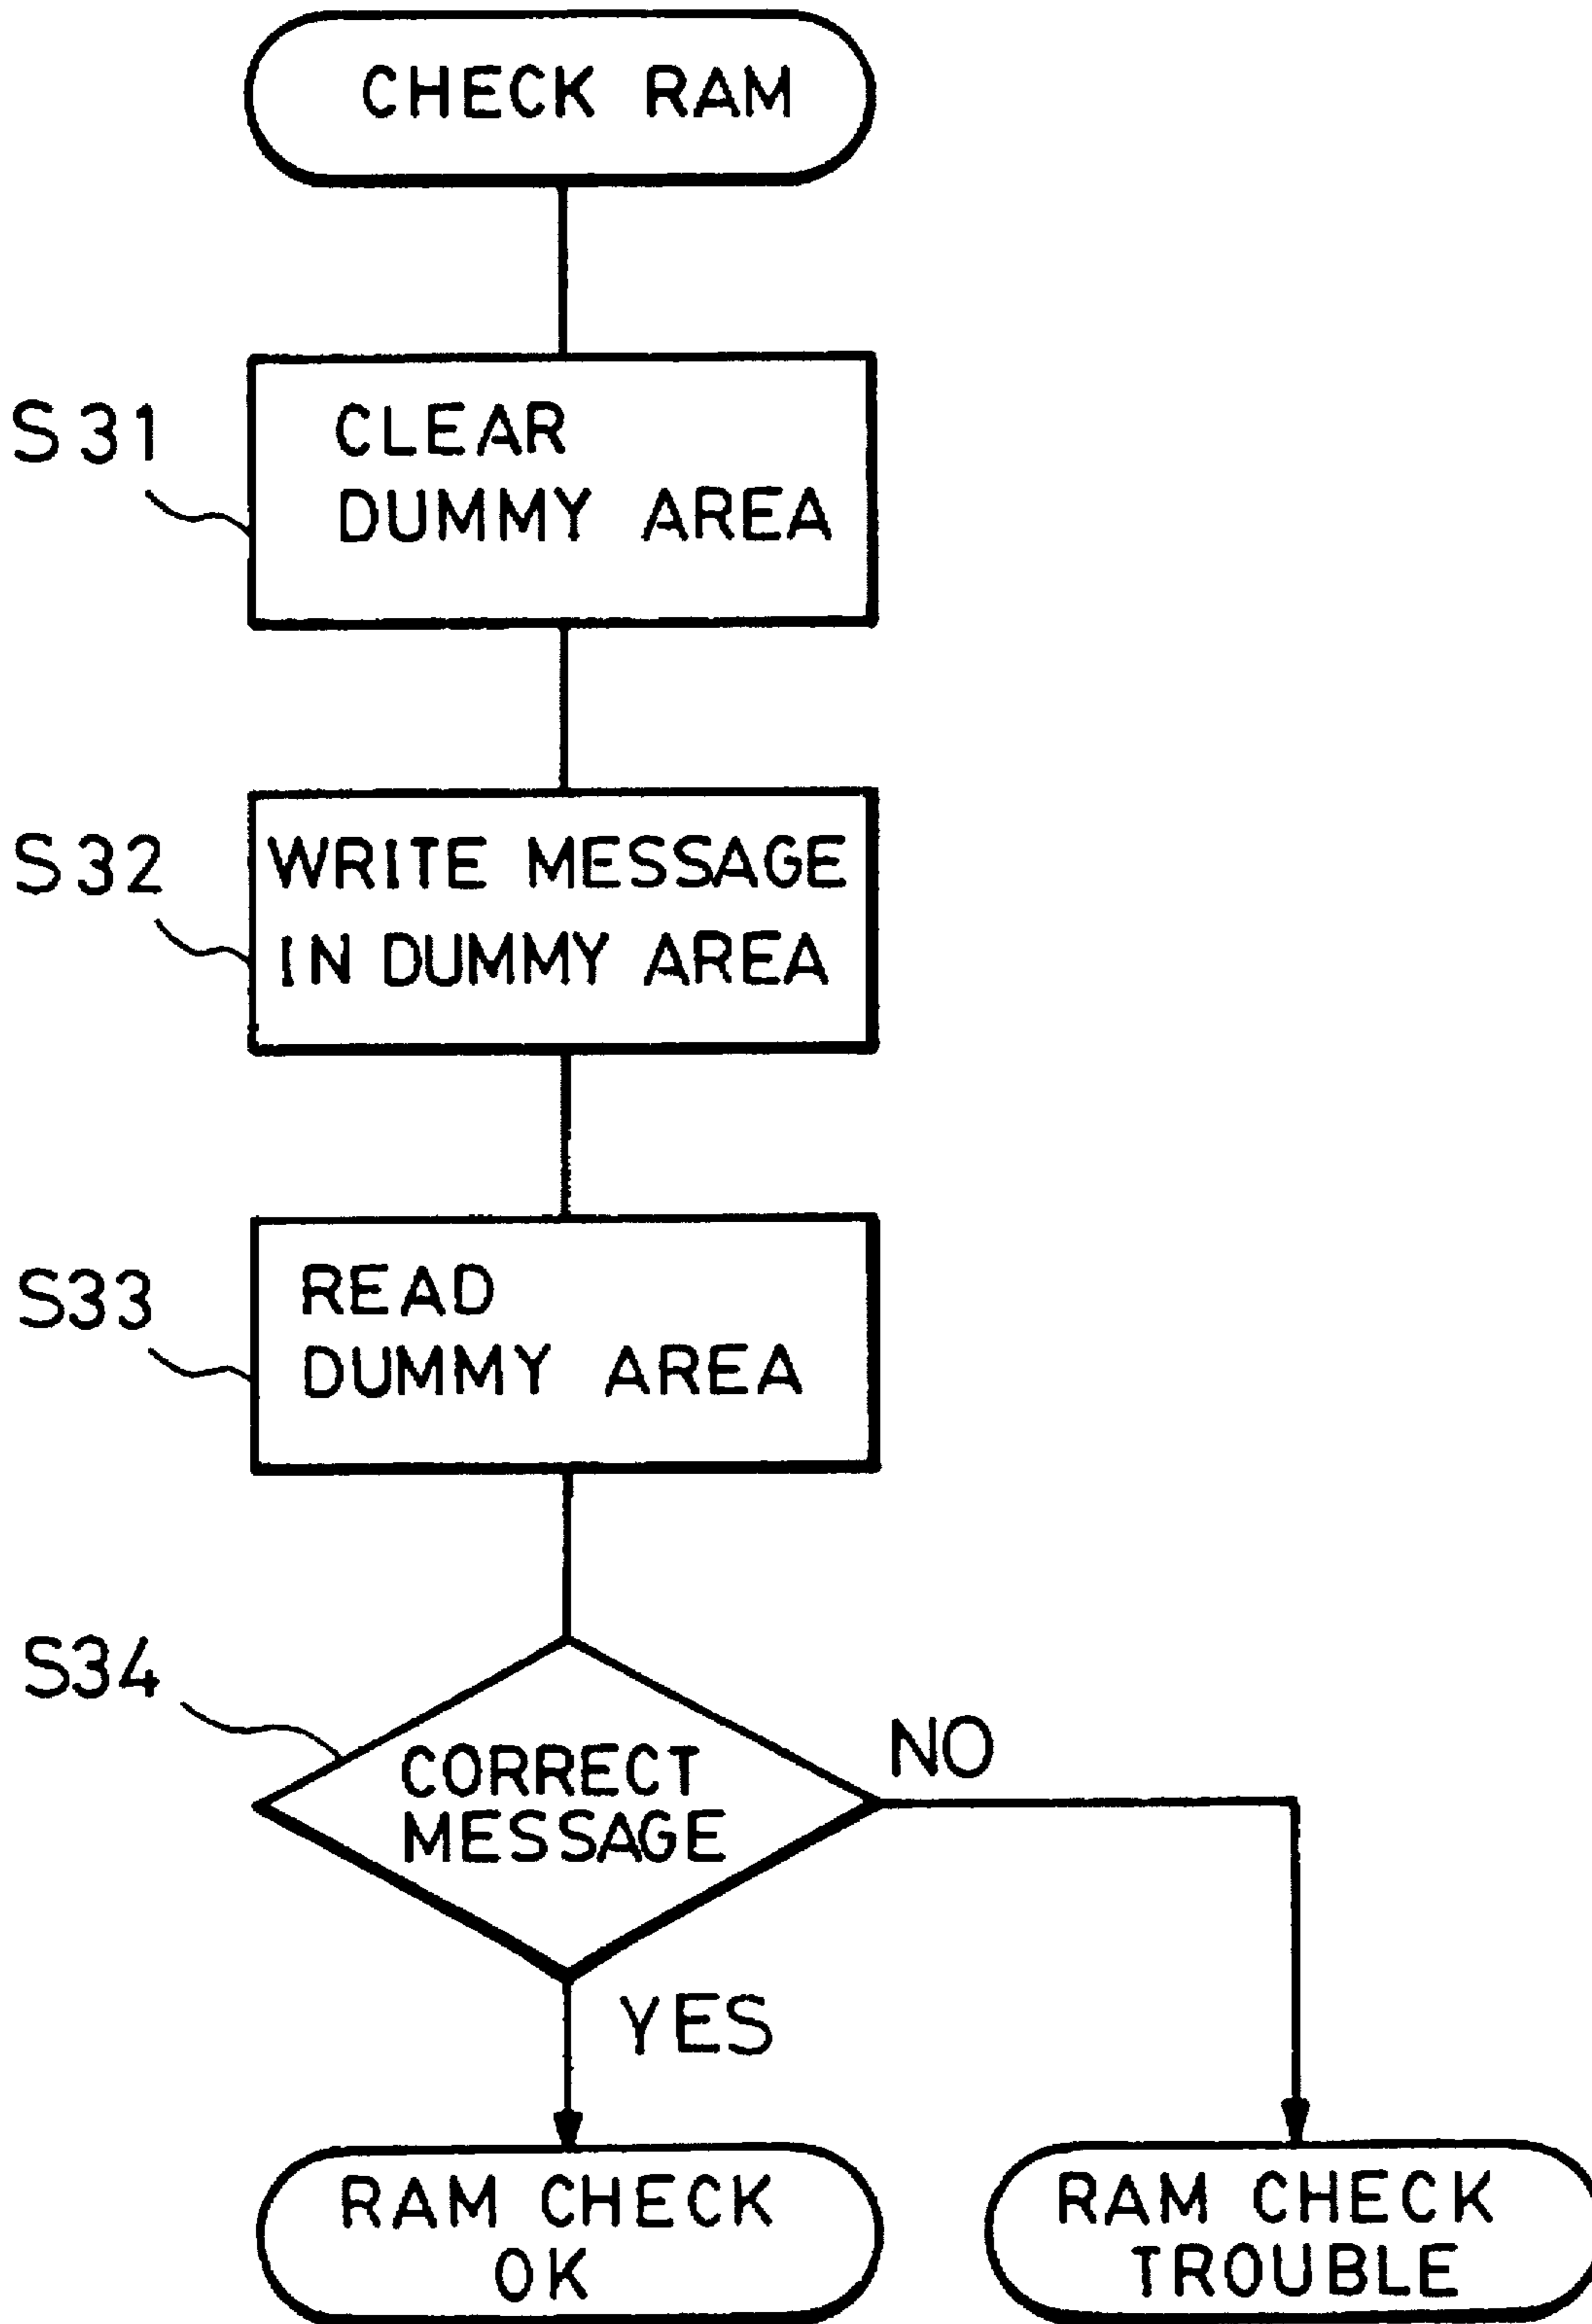 CHECK RAM
S31
CLEAR
DUMMY AREA
S32
WRITE MESSAGE
IN DUMMY AREA
S33
READ
DUMMY AREA
S34
CORRECT
MESSAGE
NO
YES
RAM CHECK
OK
RAM CHECK
TROUBLE